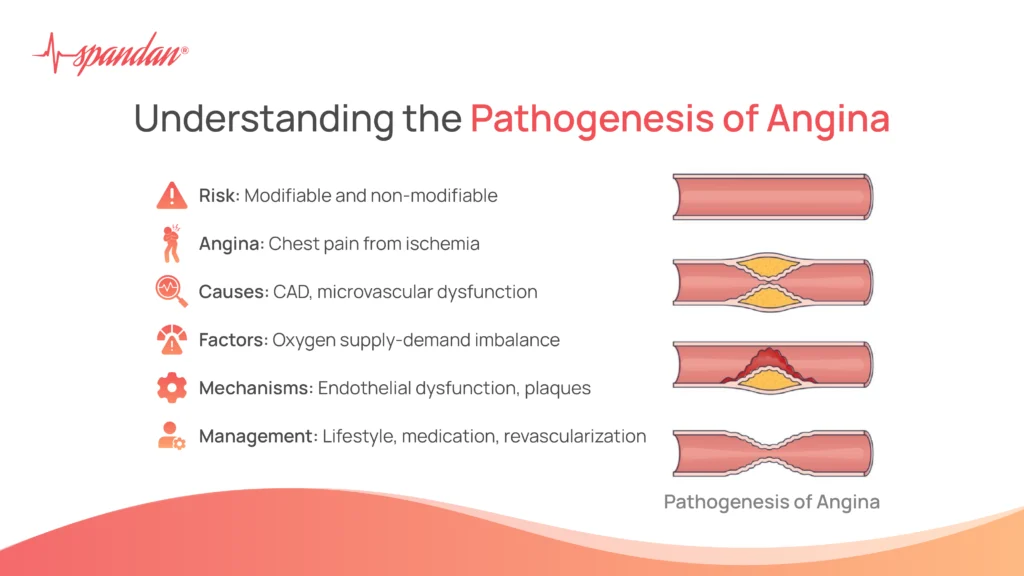 spandan®
Understanding the Pathogenesis of Angina
Risk: Modifiable and non-modifiable
Angina: Chest pain from ischemia
Causes: CAD, microvascular dysfunction
Factors: Oxygen supply-demand imbalance
Mechanisms: Endothelial dysfunction, plaques
Management: Lifestyle, medication, revascularization
Pathogenesis of Angina